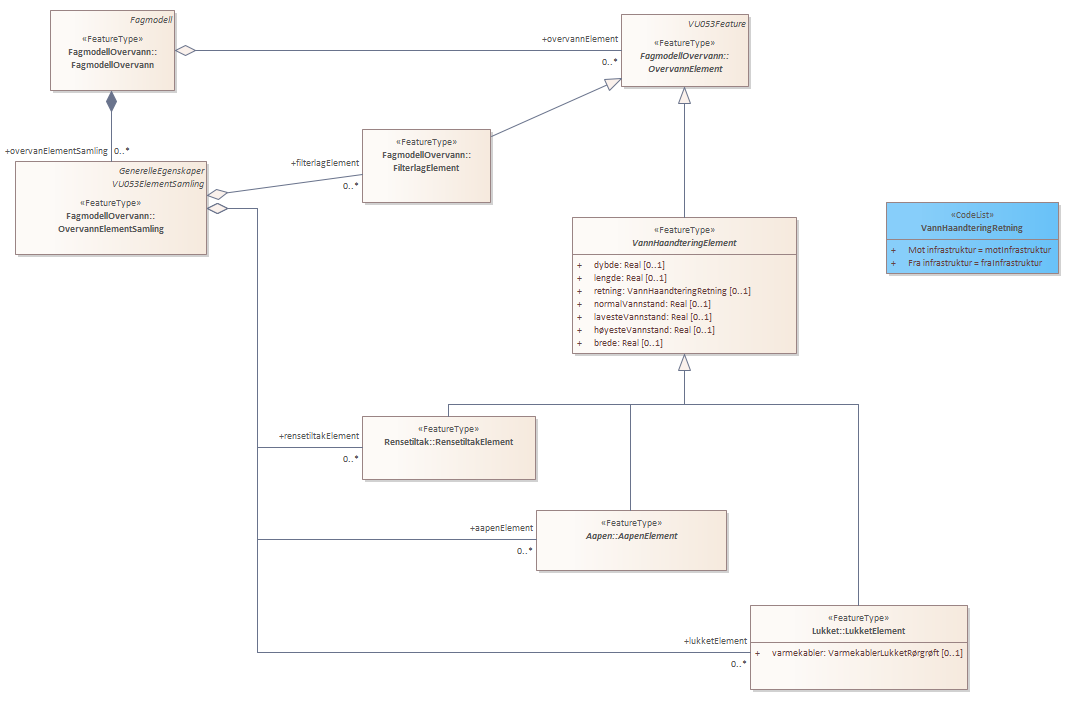 Fagmodell
«FeatureType»
FagmodellOvervann::
FagmodellOvervann
+overvannElement
0..*
VU053Feature
«FeatureType»
FagmodellOvervann::
OvervannElement
+overvanElementSamling
0..*
GenerelleEgenskaper
VU053ElementSamling
«FeatureType»
FagmodellOvervann::
OvervannElementSamling
+filterlagElement
0..*
«FeatureType»
FagmodellOvervann::
FilterlagElement
«FeatureType»
VannHaandteringElement
+ dybde: Real [0..1]
+ lengde: Real [0..1]
+ retning: VannHaandteringRetning [0..1]
+ normalVannstand: Real [0..1]
+ lavesteVannstand: Real [0..1]
+ høyesteVannstand: Real [0..1]
+ brede: Real [0..1]
«CodeList»
VannHaandteringRetning
+ Mot infrastruktur = motInfrastruktur
+ Fra infrastruktur = fraInfrastruktur
+rensetiltakElement
0..*
«FeatureType»
Rensetiltak::RensetiltakElement
+aapenElement
0..*
«FeatureType»
Aapen::AapenElement
+lukketElement
0..*
«FeatureType»
Lukket::LukketElement
+ varmekabler: VarmekablerLukketRørgrøft [0..1]